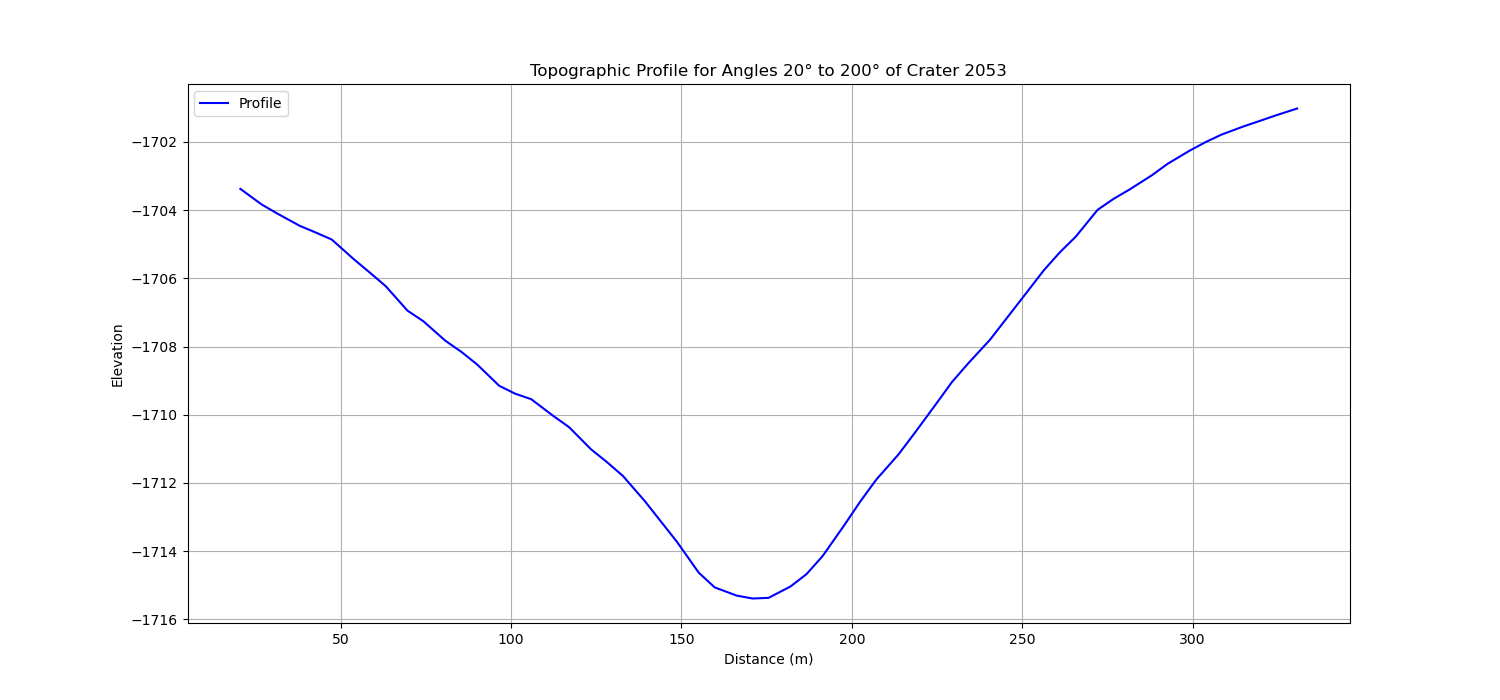 Topographic Profile for Angles 20° to 200° of Crater 2053
Profile
−1702
−1704
−1706
−1708
−1710
−1712
−1714
−1716
Elevation
50 100 150 200 250 300
Distance (m)